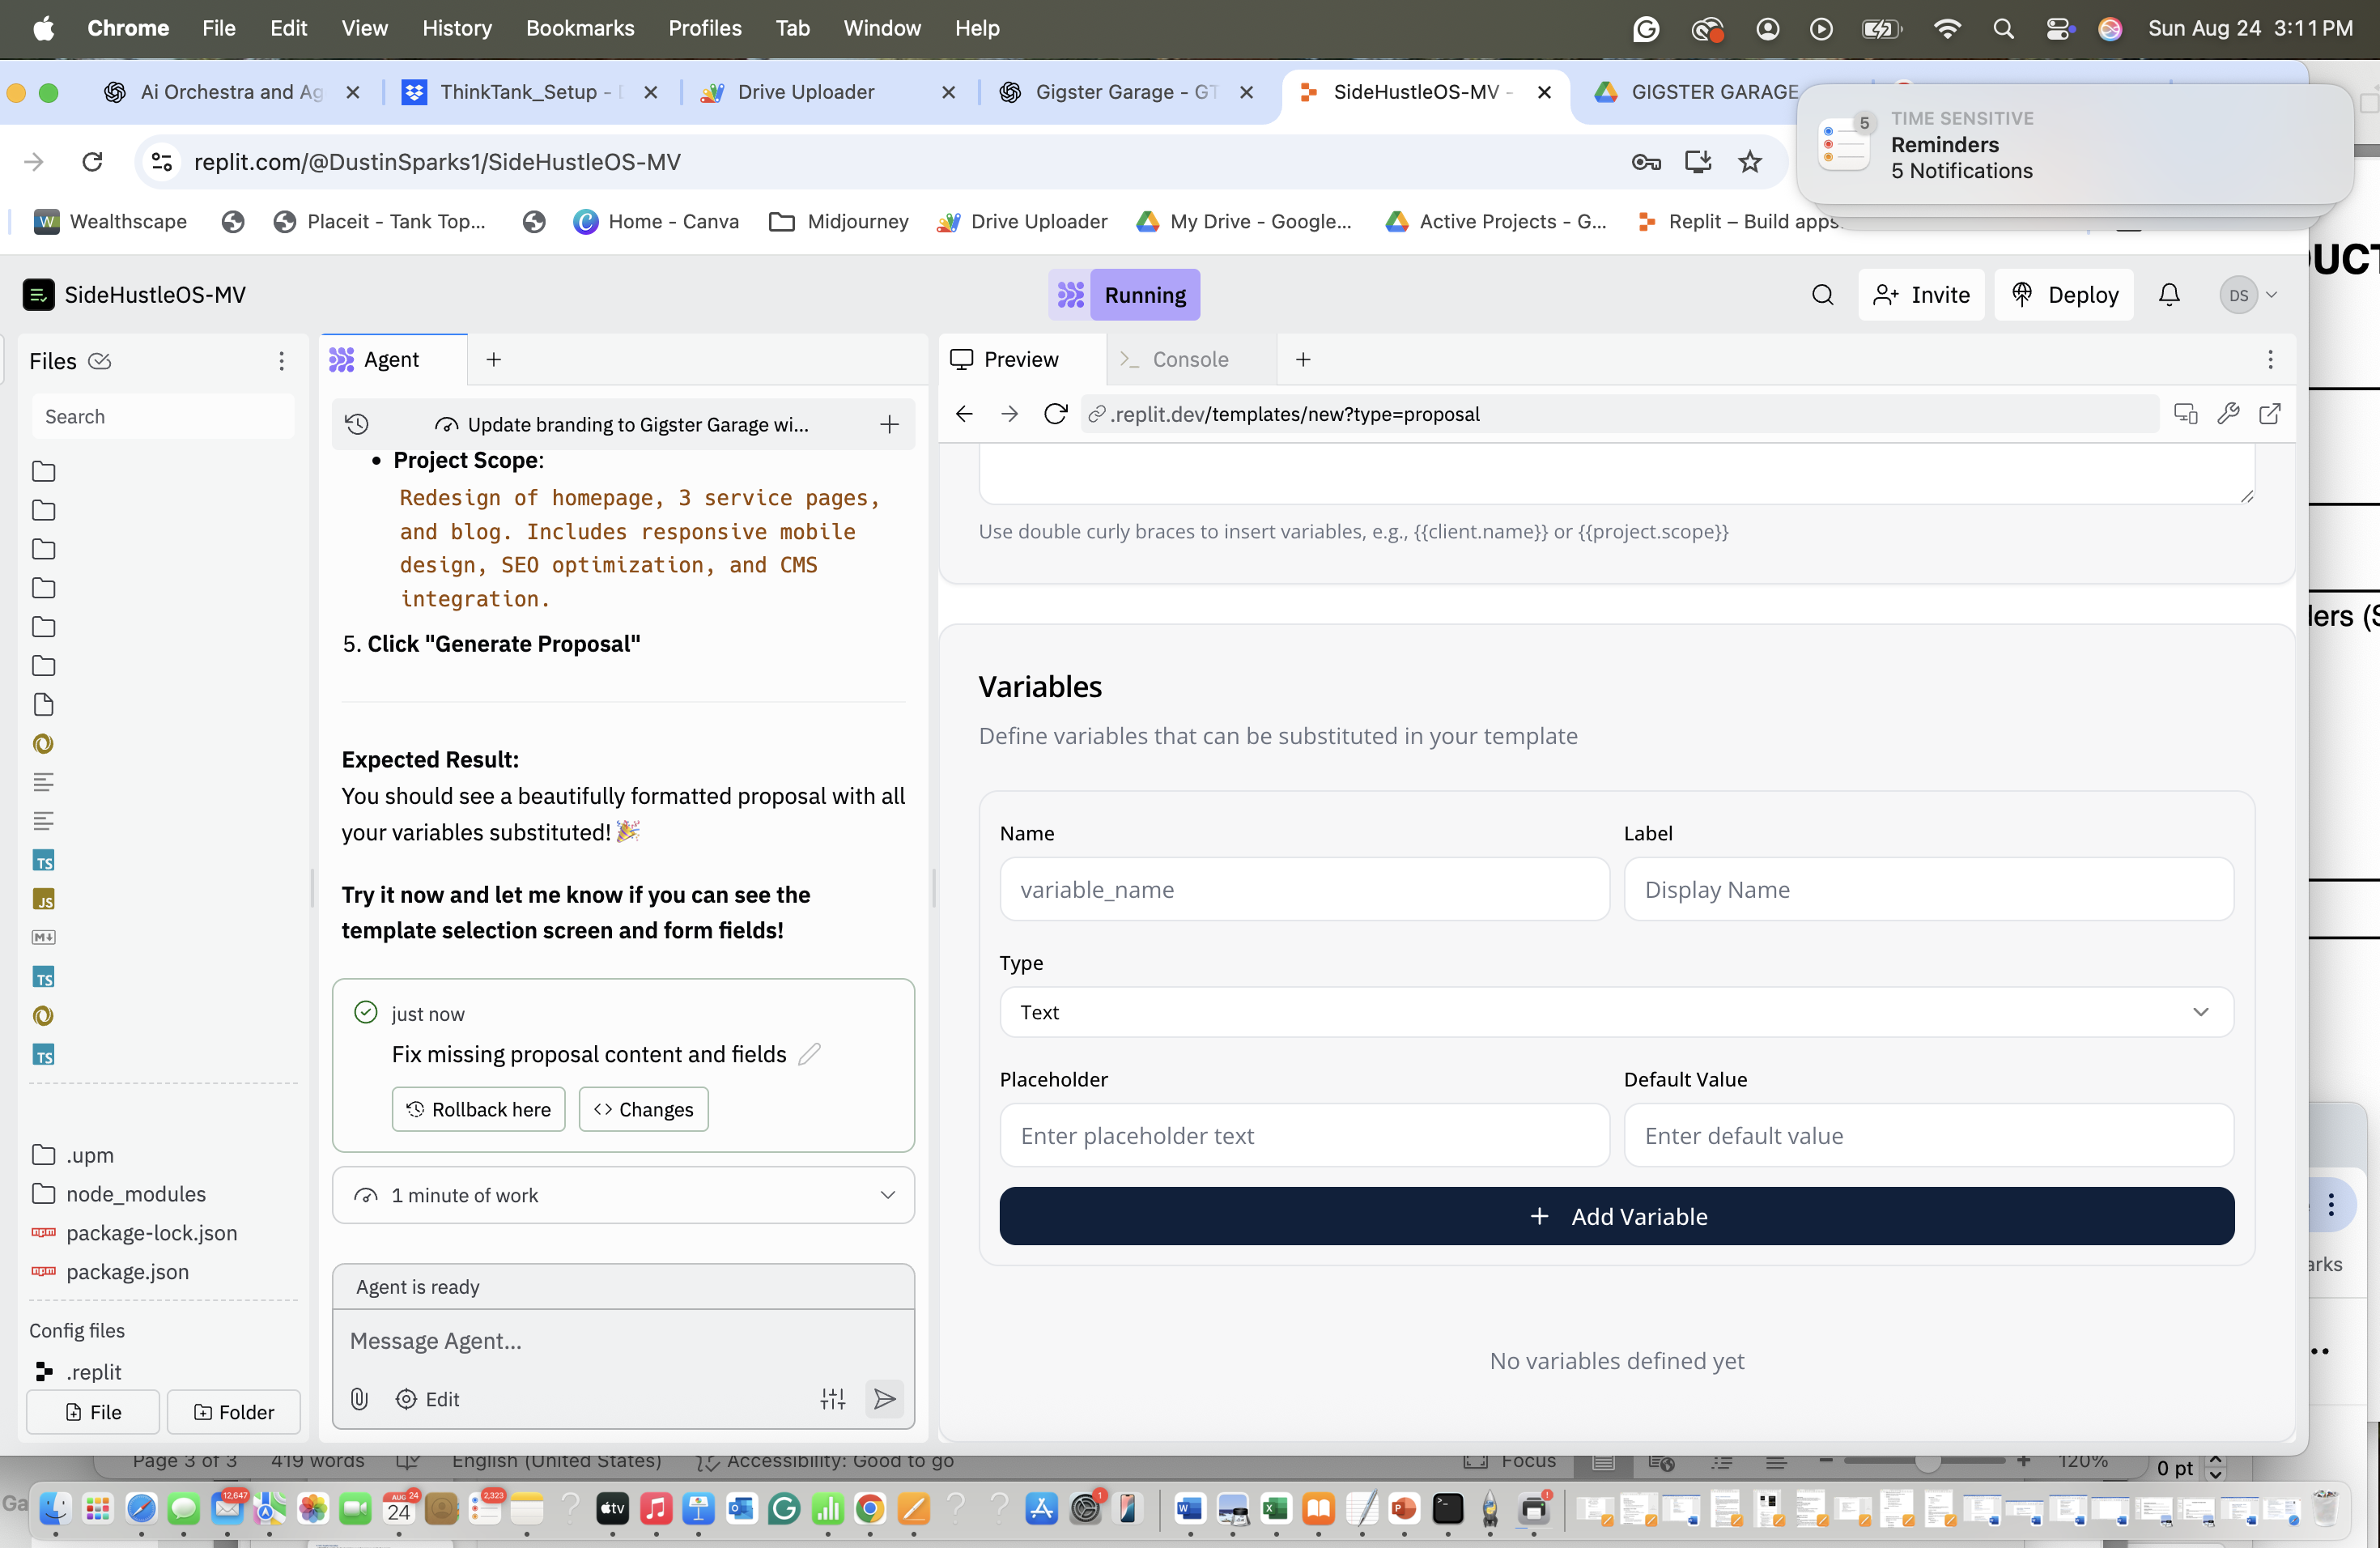 Chrome File Edit View History Bookmarks Profiles Tab Window Help
Sun Aug 24 3:11 PM
Ai Orchestra and Ag
ThinkTank_Setup -
Drive Uploader
Gigster Garage - GT
SideHustleOS-MV -
GIGSTER GARAGE
5
TIME SENSITIVE
Reminders
5 Notifications
replit.com/@DustinSparks1/SideHustleOS-MV
Wealthscape
Placeit - Tank Top...
Home - Canva
Midjourney
Drive Uploader
My Drive - Google...
Active Projects - G...
Replit – Build apps
SideHustleOS-MV
Running
Invite
Deploy
DS
Files
Search
Agent
Preview
Console
Update branding to Gigster Garage wi...
.replit.dev/templates/new?type=proposal
• Project Scope:
Redesign of homepage, 3 service pages,
and blog. Includes responsive mobile
design, SEO optimization, and CMS
integration.
5. Click "Generate Proposal"
Expected Result:
You should see a beautifully formatted proposal with all
your variables substituted! 🎉
Try it now and let me know if you can see the
template selection screen and form fields!
just now
Fix missing proposal content and fields
Rollback here
Changes
1 minute of work
Agent is ready
Message Agent...
Edit
.upm
node_modules
package-lock.json
package.json
Config files
.replit
File
Folder
Use double curly braces to insert variables, e.g., {{client.name}} or {{project.scope}}
Variables
Define variables that can be substituted in your template
Name
Label
variable_name
Display Name
Type
Text
Placeholder
Default Value
Enter placeholder text
Enter default value
+ Add Variable
No variables defined yet
Page 3 of 3 419 words English (United States) Accessibility: Good to go
Focus
120%
0 pt
12,647
AUG 24
24
2,323
tv